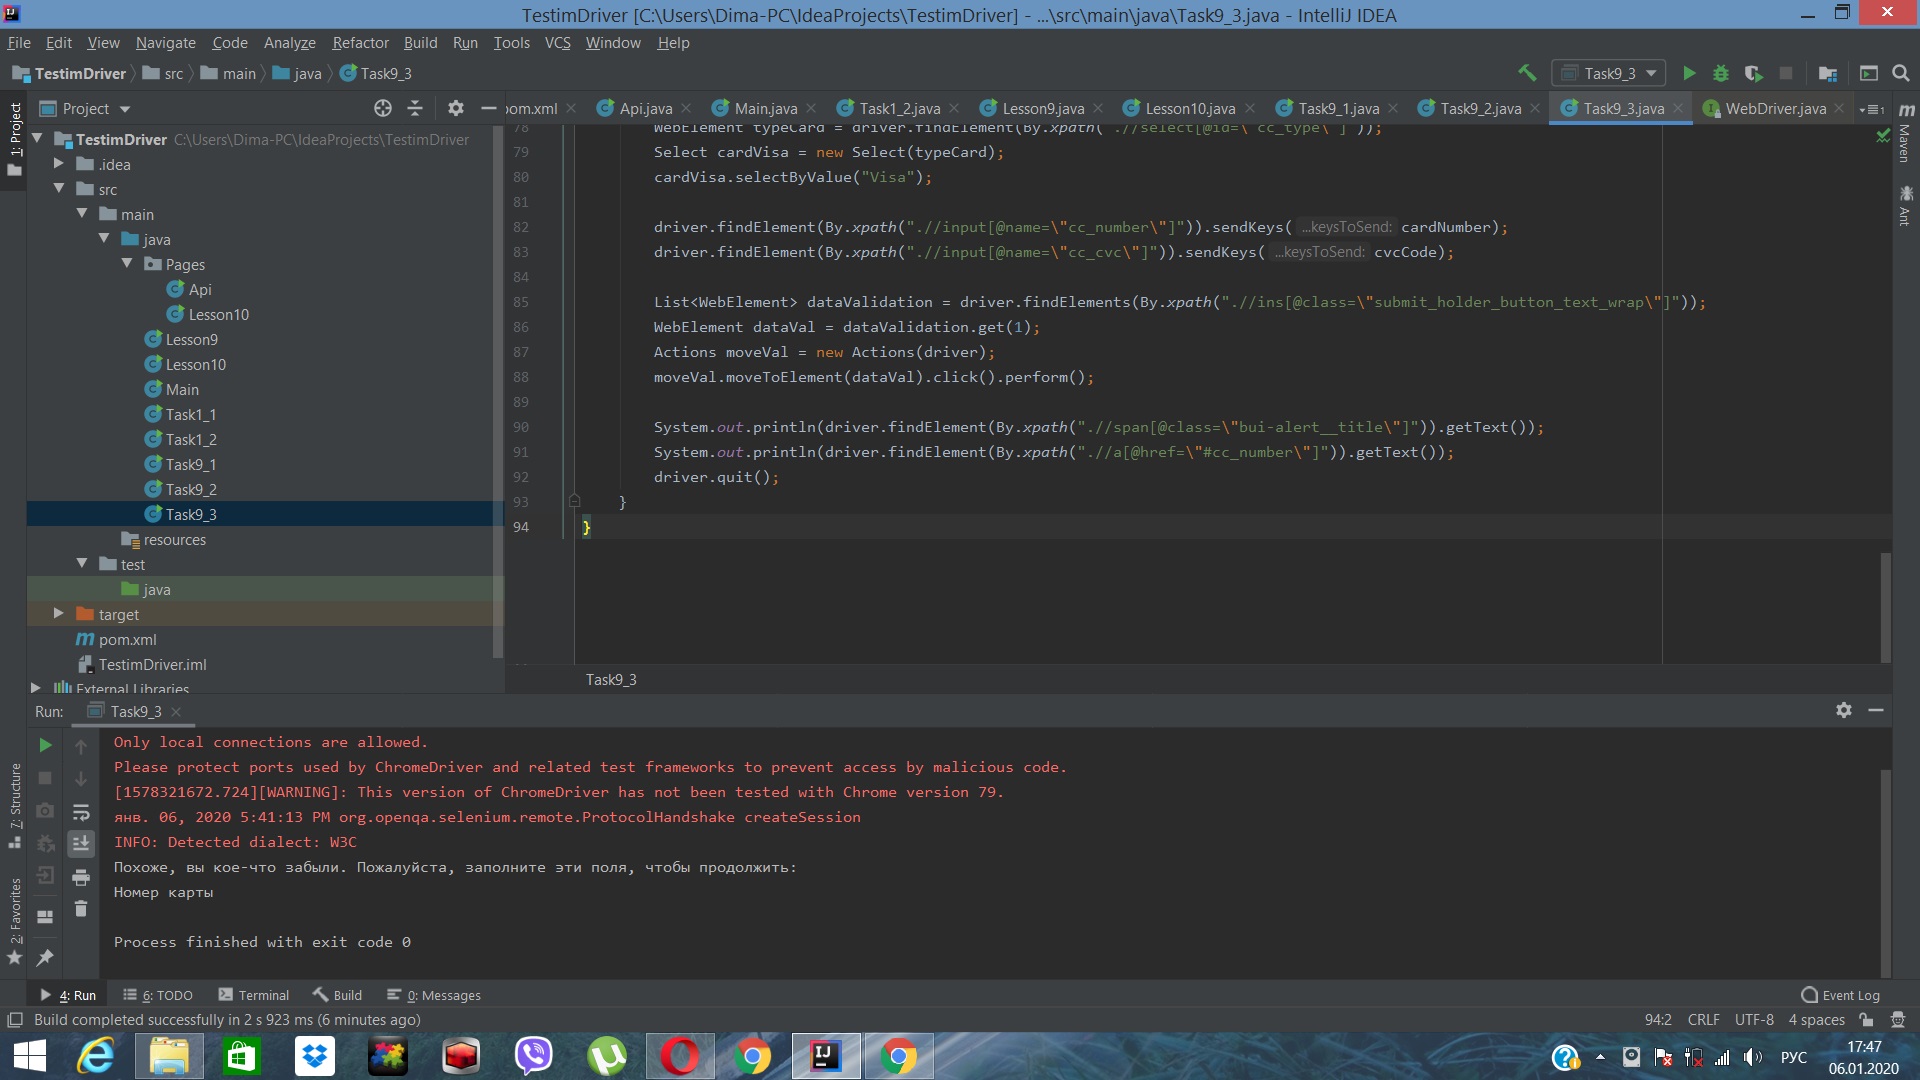 TestimDriver [C:\Users\Dima-PC\IdeaProjects\TestimDriver] - ...\src\main\java\Task9_3.java - IntelliJ IDEA
File Edit View Navigate Code Analyze Refactor Build Run Tools VCS Window Help
TestimDriver src main java Task9_3
Task9_3
Project
pom.xml Api.java Main.java Task1_2.java Lesson9.java Lesson10.java Task9_1.java Task9_2.java Task9_3.java WebDriver.java
1: Project
Maven
Ant
TestimDriver C:\Users\Dima-PC\IdeaProjects\TestimDriver
.idea
src
main
java
Pages
Api
Lesson10
Lesson9
Lesson10
Main
Task1_1
Task1_2
Task9_1
Task9_2
Task9_3
resources
test
java
target
pom.xml
TestimDriver.iml
External Libraries
78 WebElement typeCard = driver.findElement(By.xpath(".//select[@id=\"cc_type\"]"));
79 Select cardVisa = new Select(typeCard);
80 cardVisa.selectByValue("Visa");
81
82 driver.findElement(By.xpath(".//input[@name=\"cc_number\"]")).sendKeys( ...keysToSend: cardNumber);
83 driver.findElement(By.xpath(".//input[@name=\"cc_cvc\"]")).sendKeys( ...keysToSend: cvcCode);
84
85 List<WebElement> dataValidation = driver.findElements(By.xpath(".//ins[@class=\"submit_holder_button_text_wrap\"]"));
86 WebElement dataVal = dataValidation.get(1);
87 Actions moveVal = new Actions(driver);
88 moveVal.moveToElement(dataVal).click().perform();
89
90 System.out.println(driver.findElement(By.xpath(".//span[@class=\"bui-alert__title\"]")).getText());
91 System.out.println(driver.findElement(By.xpath(".//a[@href=\"#cc_number\"]")).getText());
92 driver.quit();
93 }
94 }
Task9_3
Run: Task9_3
Only local connections are allowed.
Please protect ports used by ChromeDriver and related test frameworks to prevent access by malicious code.
[1578321672.724][WARNING]: This version of ChromeDriver has not been tested with Chrome version 79.
янв. 06, 2020 5:41:13 PM org.openqa.selenium.remote.ProtocolHandshake createSession
INFO: Detected dialect: W3C
Похоже, вы кое-что забыли. Пожалуйста, заполните эти поля, чтобы продолжить:
Номер карты
Process finished with exit code 0
Z: Structure
2: Favorites
4: Run 6: TODO Terminal Build 0: Messages Event Log
Build completed successfully in 2 s 923 ms (6 minutes ago) 94:2 CRLF UTF-8 4 spaces
РУС
17:47
06.01.2020